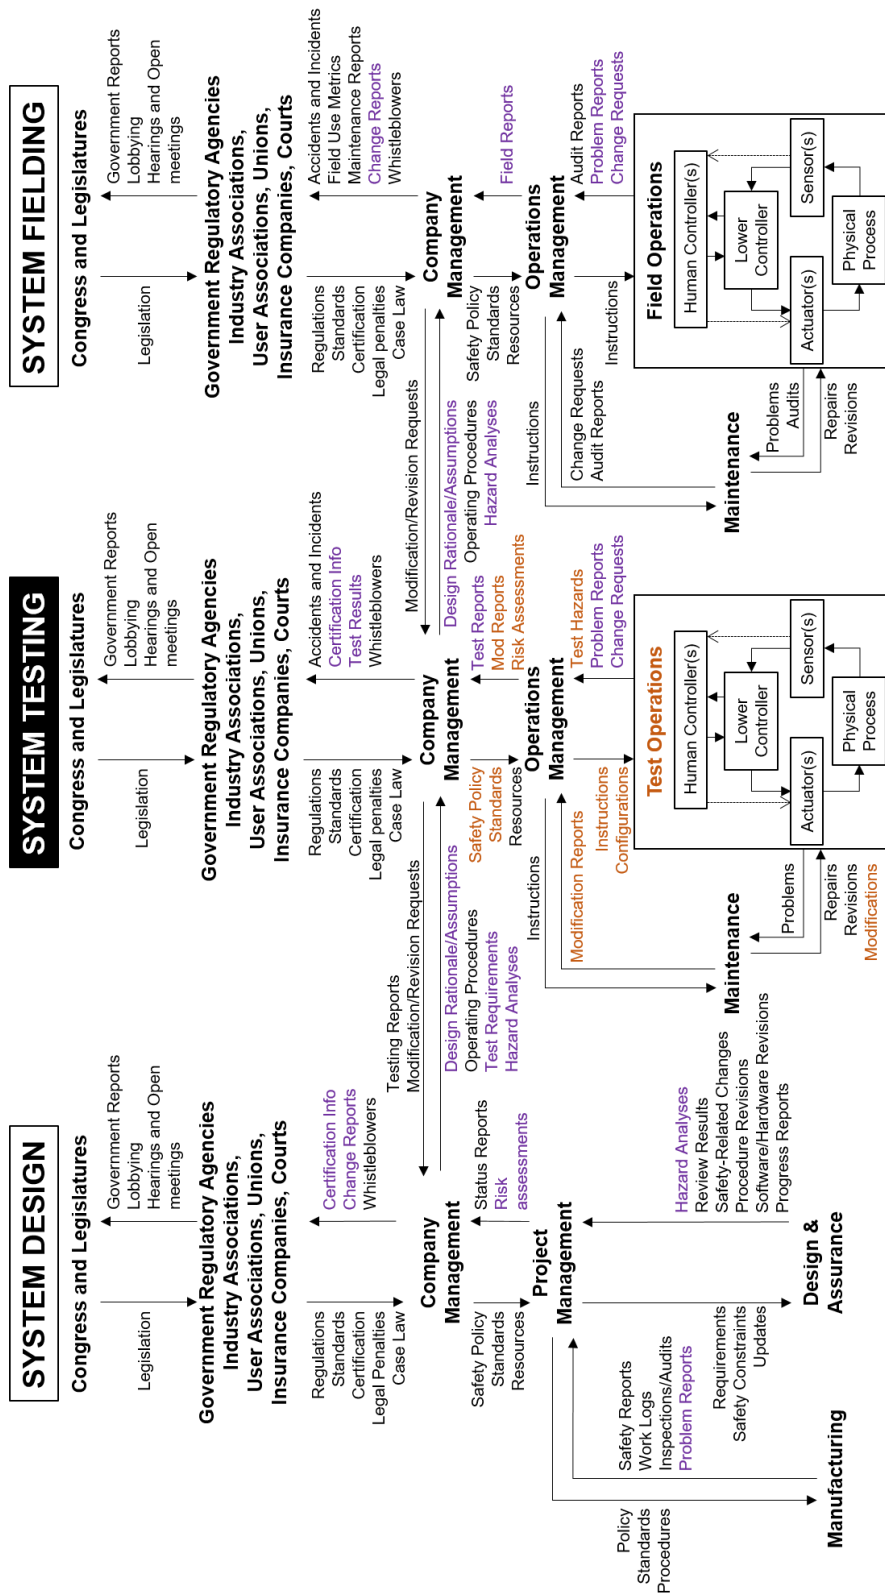 SYSTEM DESIGN
Congress and Legislatures
Legislation
Government Reports
Lobbying
Hearings and Open
meetings
Government Regulatory Agencies
Industry Associations,
User Associations, Unions,
Insurance Companies, Courts
Regulations
Standards
Certification
Legal Penalties
Case Law
Certification Info
Change Reports
Whistleblowers
Company
Management
Safety Policy
Standards
Resources
Status Reports
Risk
assessments
Project
Management
Policy
Standards
Procedures
Safety Reports
Work Logs
Inspections/Audits
Problem Reports
Requirements
Safety Constraints
Updates
Hazard Analyses
Review Results
Safety-Related Changes
Procedure Revisions
Software/Hardware Revisions
Progress Reports
Manufacturing
Design &
Assurance
Testing Reports
Modification/Revision Requests
Design Rationale/Assumptions
Operating Procedures
Test Requirements
Hazard Analyses
SYSTEM TESTING
Congress and Legislatures
Legislation
Government Reports
Lobbying
Hearings and Open
meetings
Government Regulatory Agencies
Industry Associations,
User Associations, Unions,
Insurance Companies, Courts
Regulations
Standards
Certification
Legal penalties
Case Law
Accidents and Incidents
Certification Info
Test Results
Whistleblowers
Company
Management
Safety Policy
Standards
Resources
Test Reports
Mod Reports
Risk Assessments
Operations
Management
Instructions
Modification Reports
Instructions
Configurations
Test Hazards
Problem Reports
Change Requests
Maintenance
Problems
Repairs
Revisions
Modifications
Test Operations
Human Controller(s)
Lower
Controller
Actuator(s)
Sensor(s)
Physical
Process
Modification/Revision Requests
Design Rationale/Assumptions
Operating Procedures
Hazard Analyses
SYSTEM FIELDING
Congress and Legislatures
Legislation
Government Reports
Lobbying
Hearings and Open
meetings
Government Regulatory Agencies
Industry Associations,
User Associations, Unions,
Insurance Companies, Courts
Regulations
Standards
Certification
Legal penalties
Case Law
Accidents and Incidents
Field Use Metrics
Maintenance Reports
Change Reports
Whistleblowers
Company
Management
Safety Policy
Standards
Resources
Field Reports
Operations
Management
Instructions
Change Requests
Audit Reports
Instructions
Audit Reports
Problem Reports
Change Requests
Maintenance
Problems
Audits
Repairs
Revisions
Field Operations
Human Controller(s)
Lower
Controller
Actuator(s)
Sensor(s)
Physical
Process